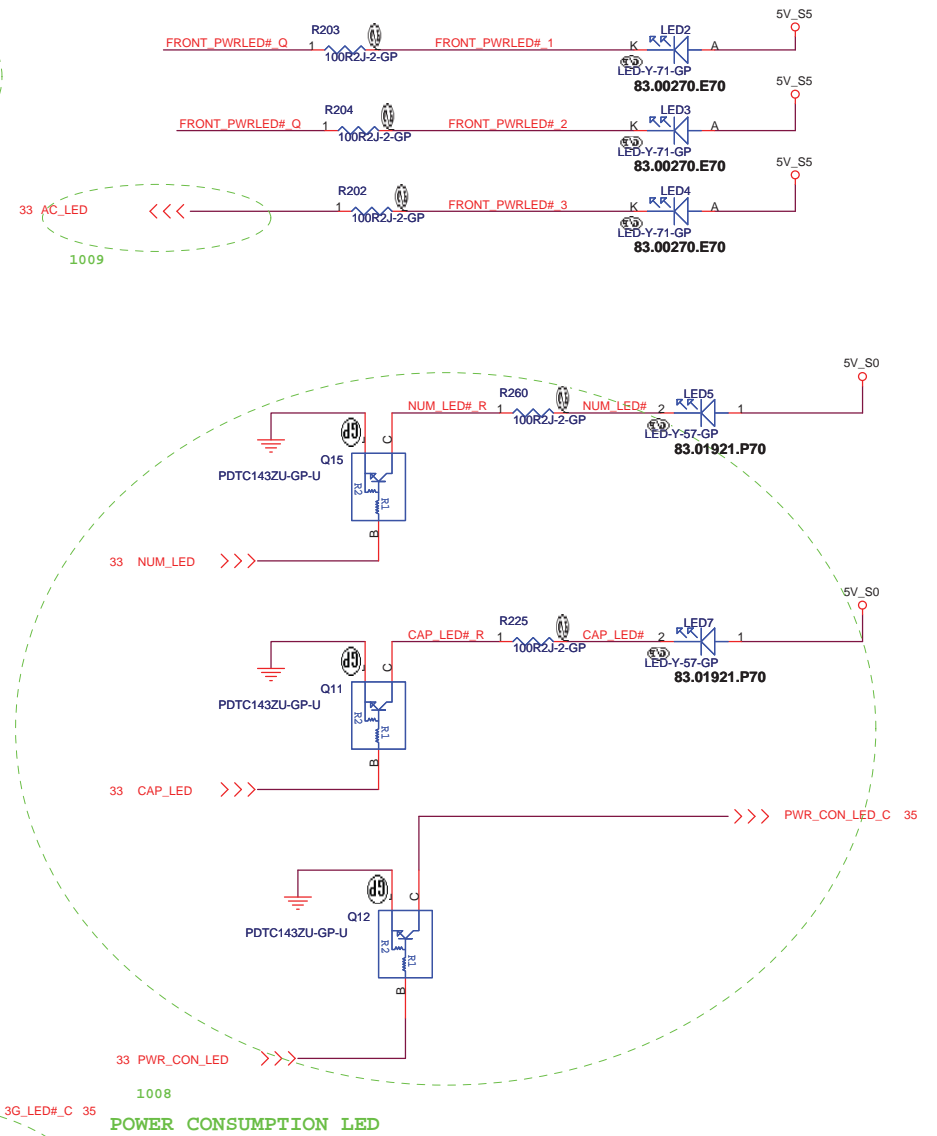 5V_S5
R203
LED2
FRONT_PWRLED#_Q 1 FRONT_PWRLED#_1 K A
100R2J-2-GP
LED-Y-71-GP
83.00270.E70
5V_S5
R204
LED3
FRONT_PWRLED#_Q 1 FRONT_PWRLED#_2 K A
100R2J-2-GP
LED-Y-71-GP
83.00270.E70
5V_S5
R202
LED4
33 AC_LED 1 FRONT_PWRLED#_3 K A
100R2J-2-GP
LED-Y-71-GP
83.00270.E70
1009
5V_S0
R260
LED5
NUM_LED#_R 1 NUM_LED# 2 1
100R2J-2-GP
LED-Y-57-GP
83.01921.P70
GP
C
Q15
PDTC143ZU-GP-U
R2
R1
B
33 NUM_LED
5V_S0
R225
LED7
CAP_LED#_R 1 CAP_LED# 2 1
100R2J-2-GP
LED-Y-57-GP
83.01921.P70
GP
C
Q11
PDTC143ZU-GP-U
R2
R1
B
33 CAP_LED
PWR_CON_LED_C 35
GP
C
Q12
PDTC143ZU-GP-U
R2
R1
B
33 PWR_CON_LED
1008
3G_LED#_C 35
POWER CONSUMPTION LED